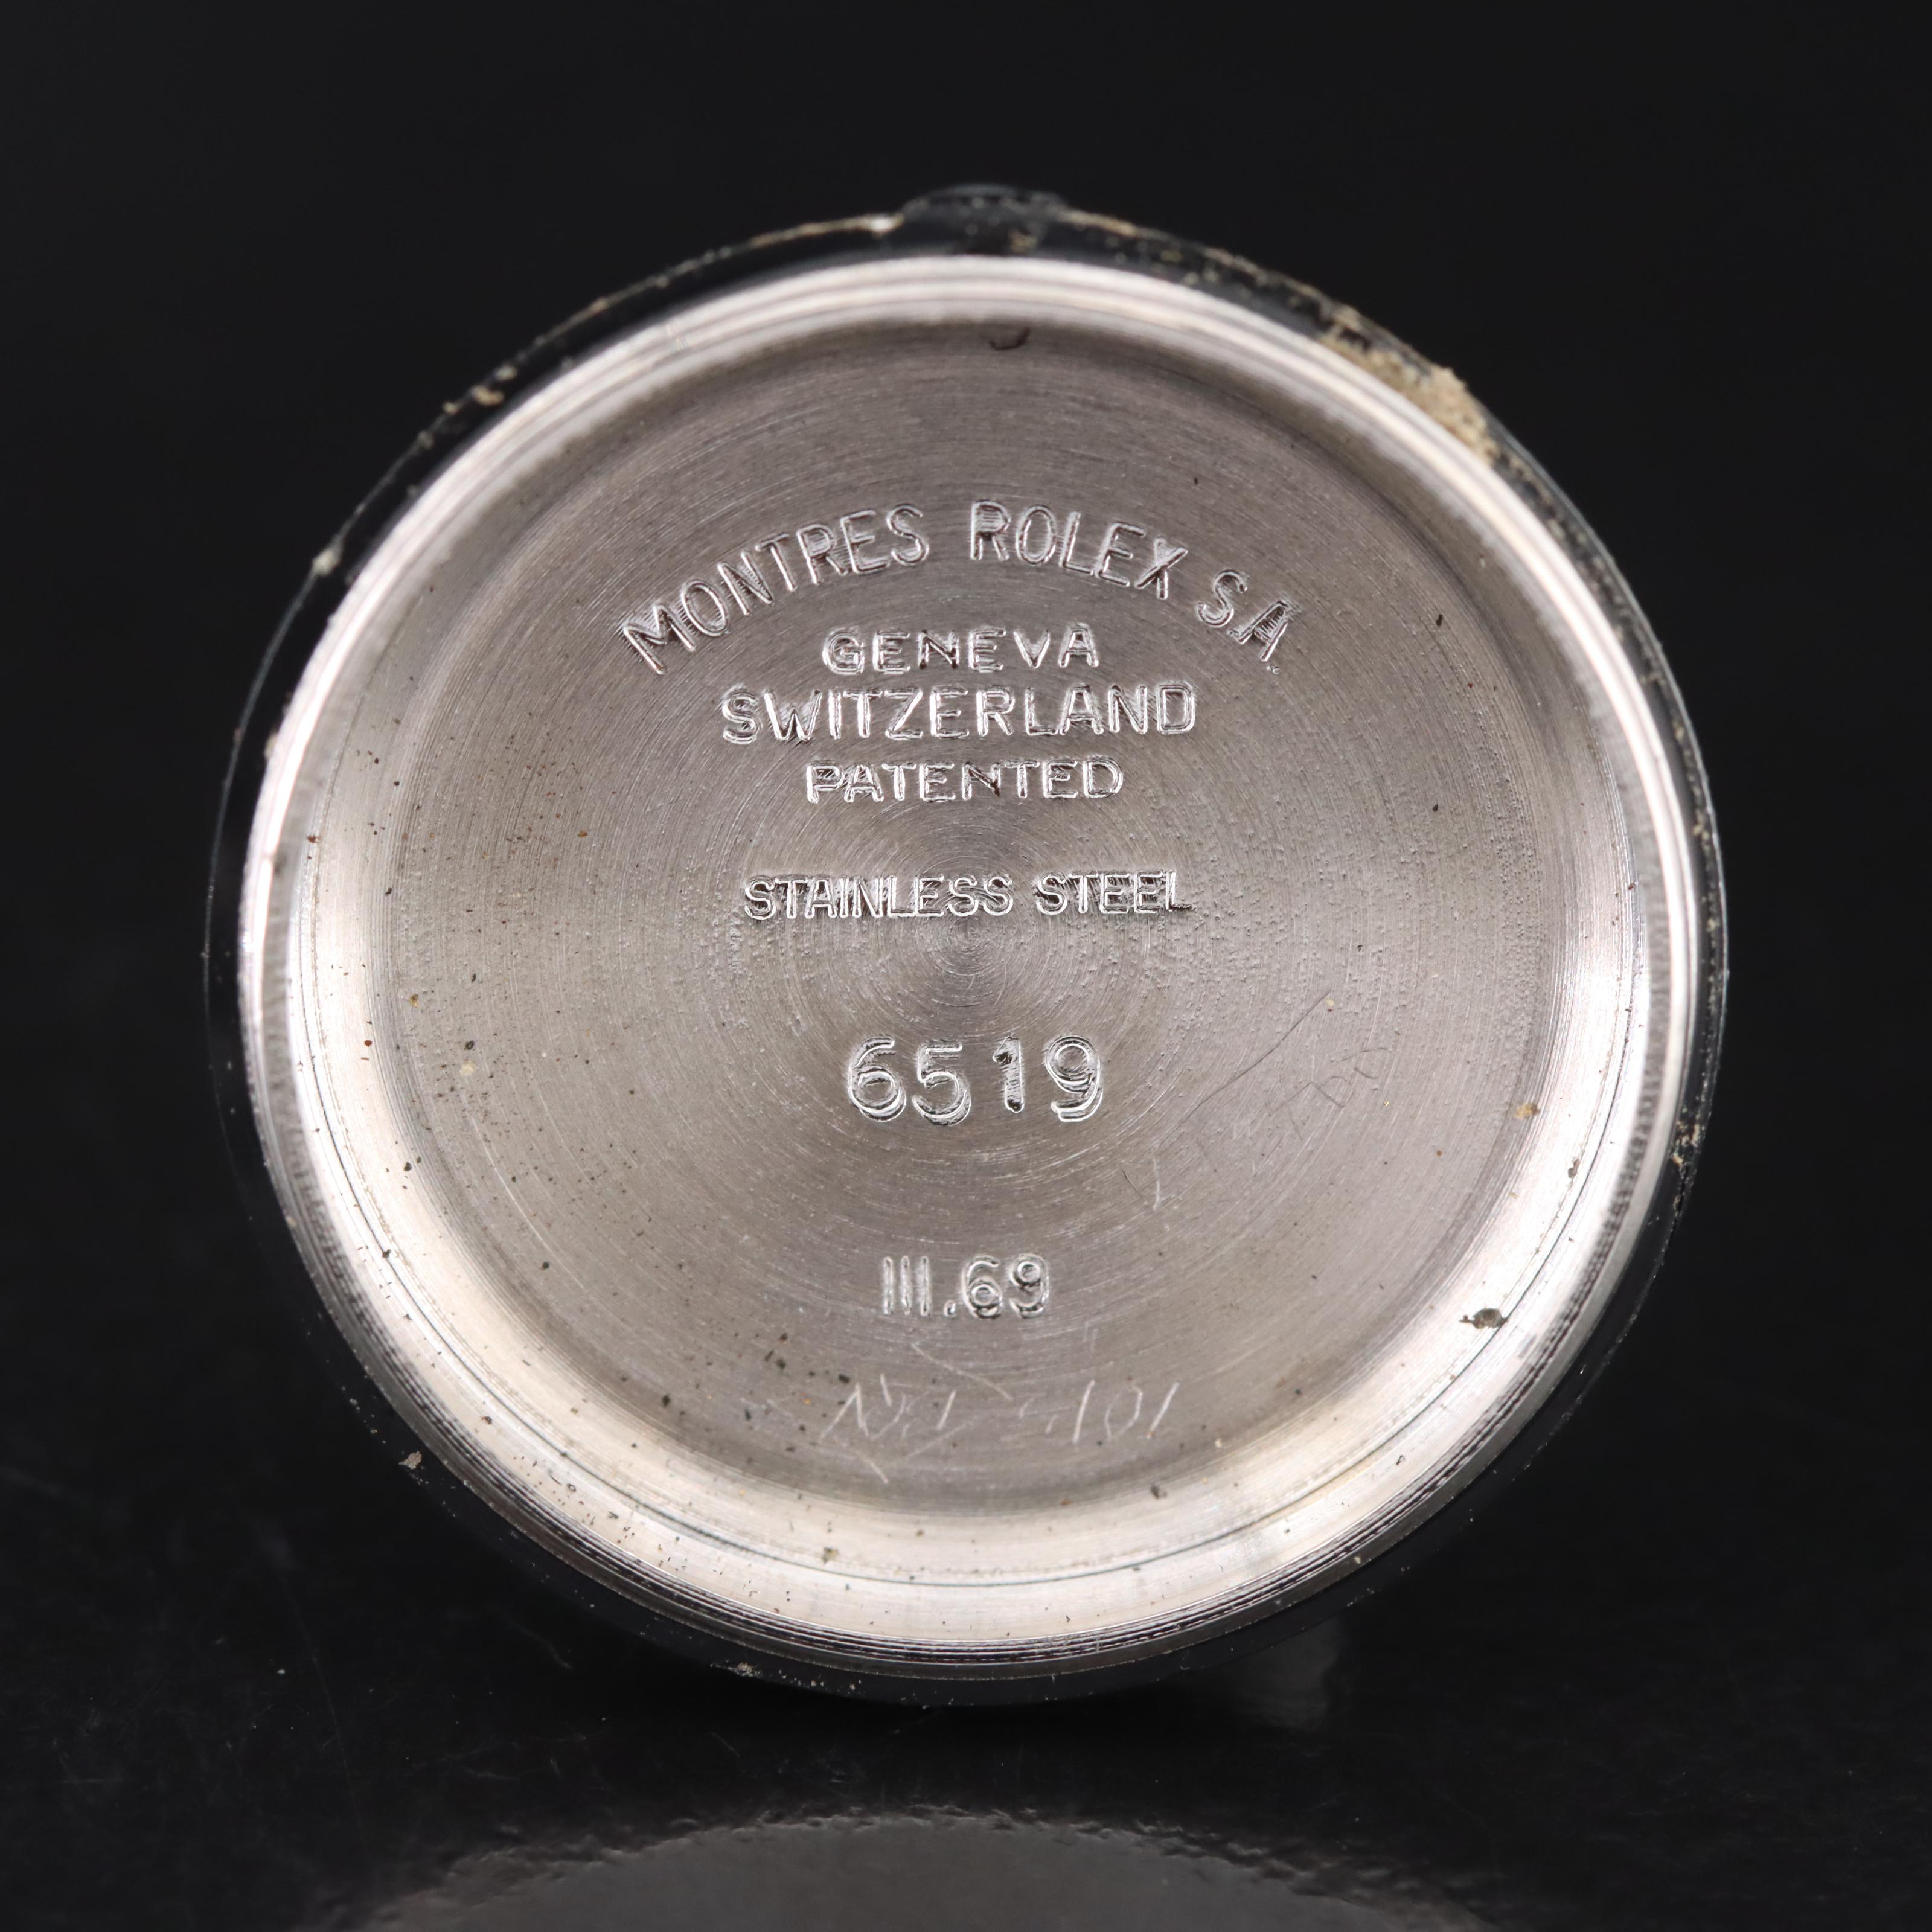 MONTRES ROLEX S.A.
GENEVA
SWITZERLAND
PATENTED
STAINLESS STEEL
6519
III.69